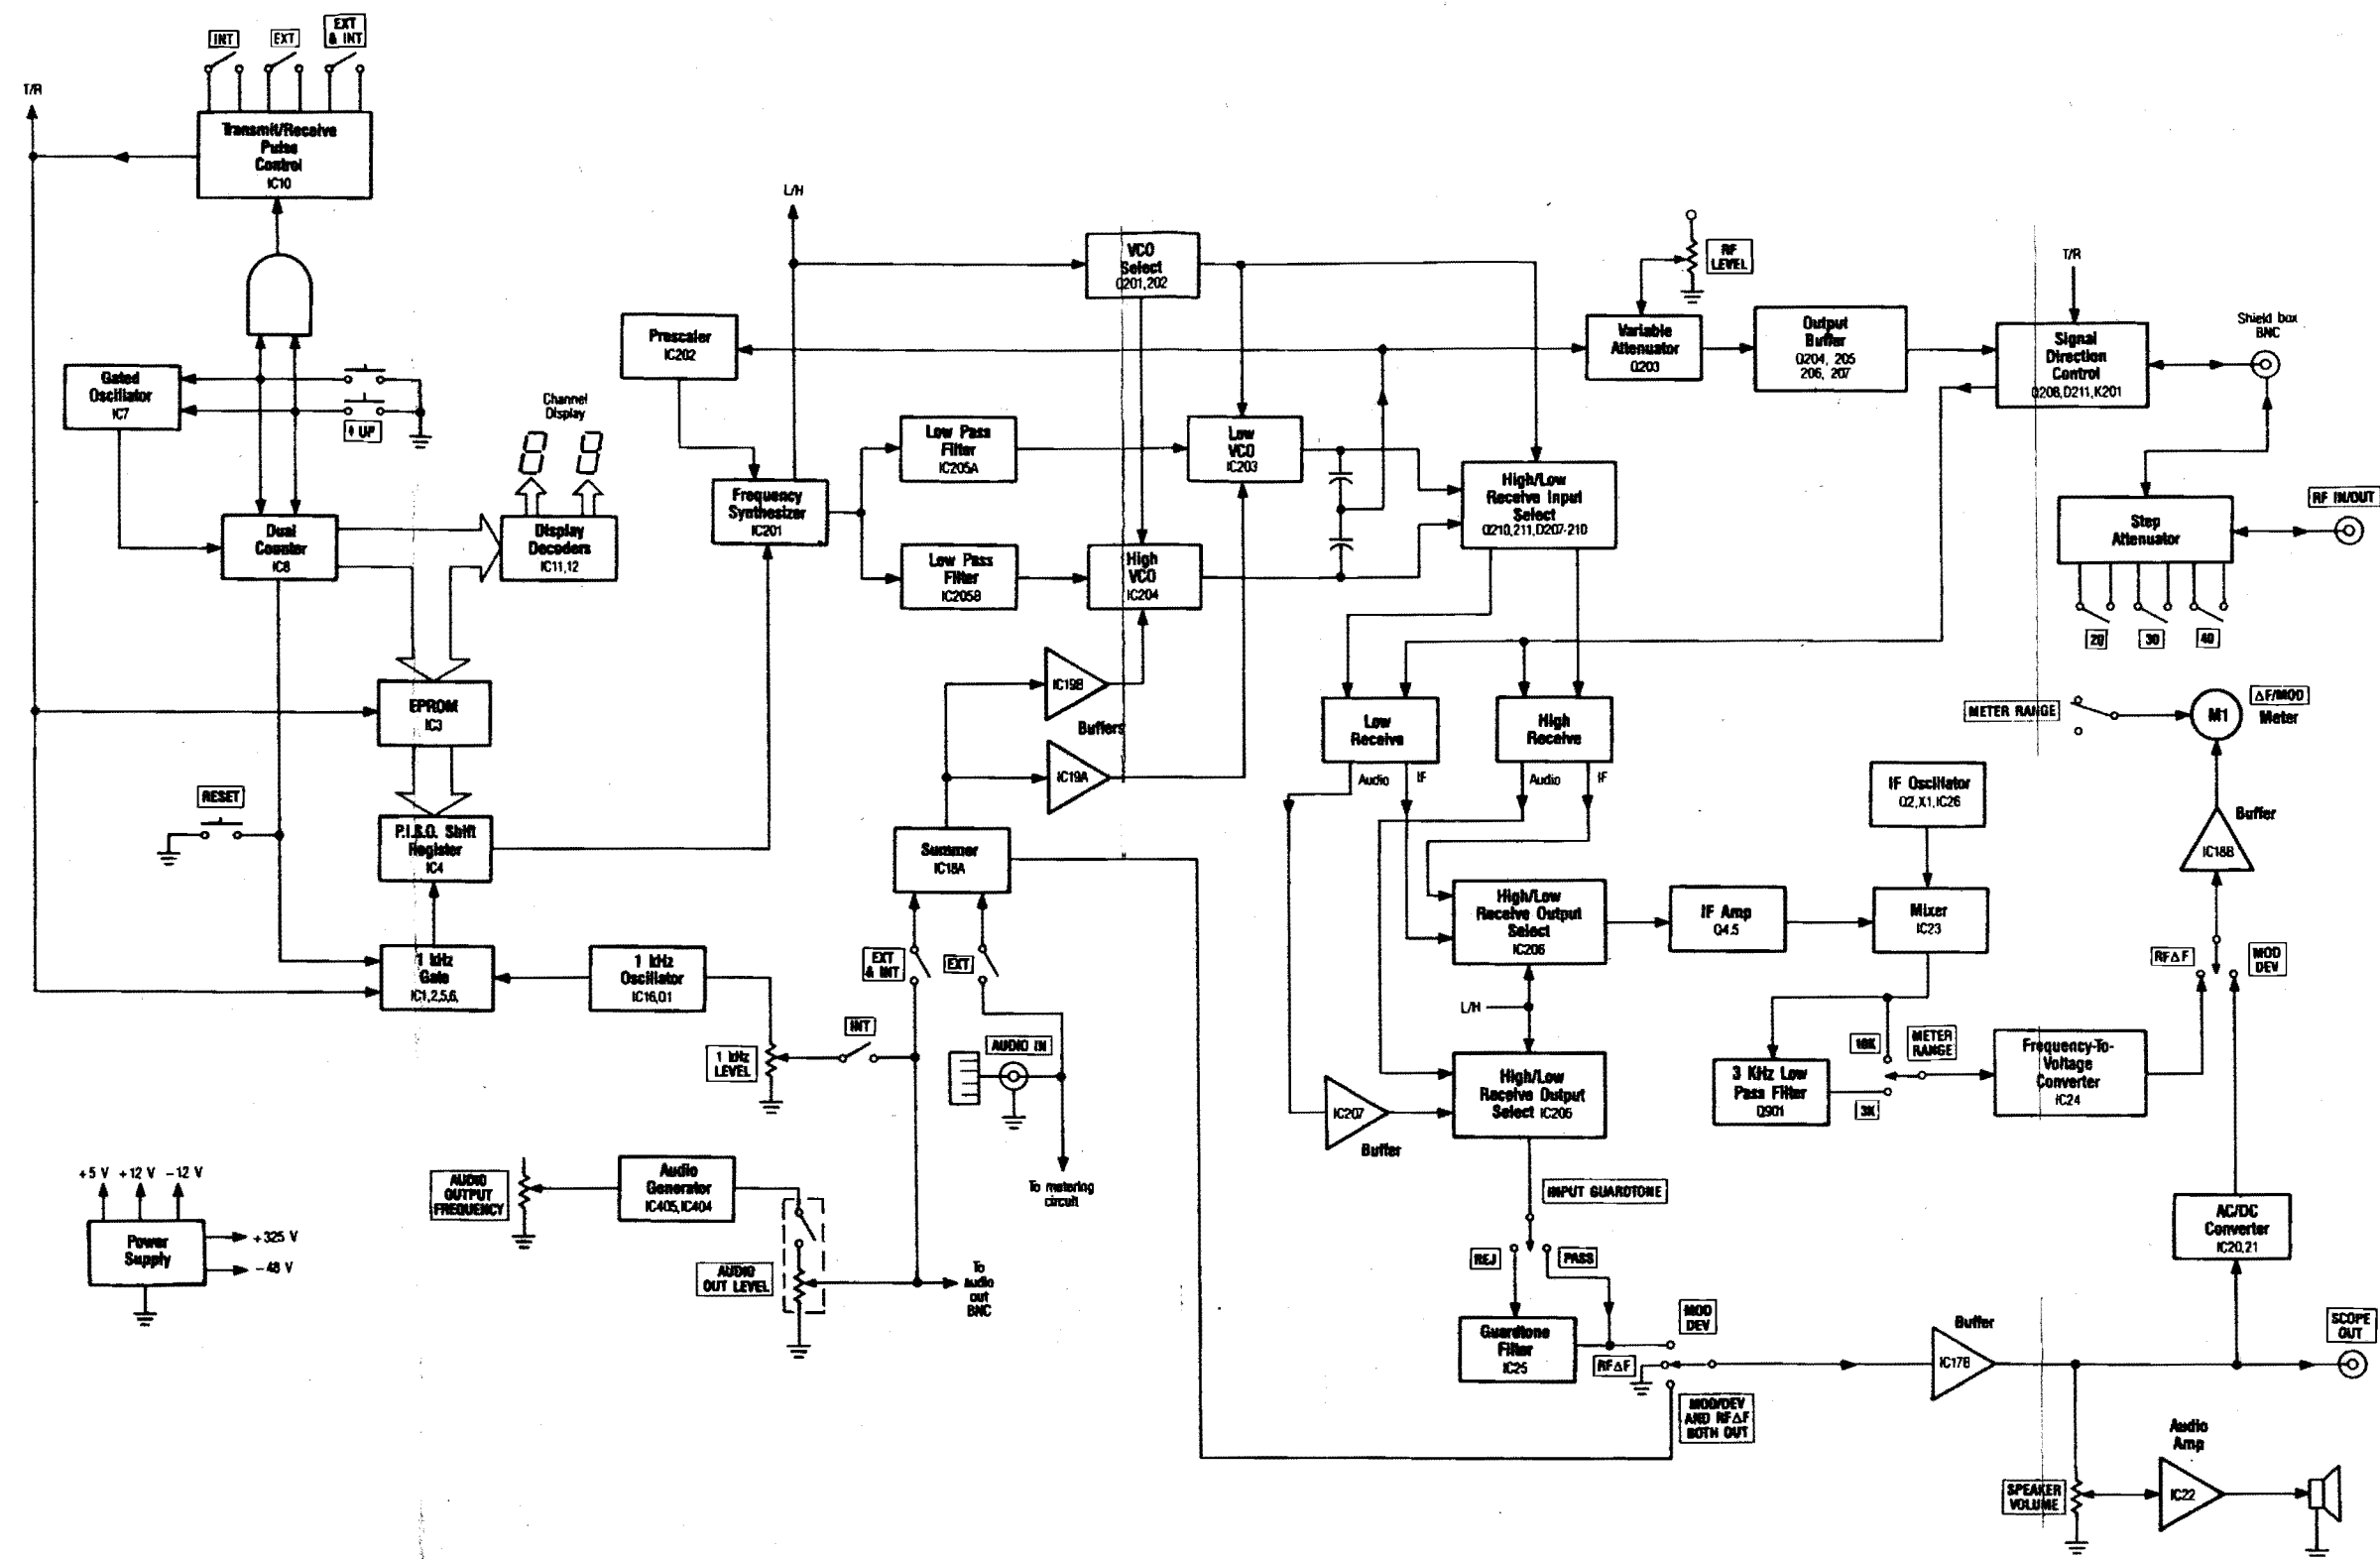 INT
EXT
EXT
& INT
T/R
Transmit/Receive
Pulse
Control
IC10
Gated
Oscillator
IC7
UP
Channel
Display
Dual
Counter
IC8
Display
Decoders
IC11,12
EPROM
IC3
RESET
P.I.S.O. Shift
Register
IC4
1 kHz
Gate
IC1,2,5,6,
1 kHz
Oscillator
IC16,Q1
1 kHz
LEVEL
INT
L/H
Prescaler
IC202
Frequency
Synthesizer
IC201
VCO
Select
Q201,202
Low Pass
Filter
IC205A
Low Pass
Filter
IC205B
Low
VCO
IC203
High
VCO
IC204
IC19B
Buffers
IC19A
Summer
IC18A
EXT
& INT
EXT
AUDIO IN
To metering
circuit
+5 V +12 V −12 V
Power
Supply
+325 V
−48 V
AUDIO
OUTPUT
FREQUENCY
Audio
Generator
IC405,IC404
AUDIO
OUT LEVEL
To
audio
out
BNC
RF
LEVEL
Variable
Attenuator
Q203
Output
Buffer
Q204, 205
206, 207
T/R
Signal
Direction
Control
Q208,D211,K201
Shield box
BNC
High/Low
Receive Input
Select
Q210,211,D207-210
Step
Attenuator
RF IN/OUT
20
30
40
Low
Receive
High
Receive
Audio
IF
Audio
IF
METER RANGE
M1
ΔF/MOD
Meter
IF Oscillator
Q2,X1,IC26
Buffer
IC18B
High/Low
Receive Output
Select
IC206
IF Amp
Q4.5
Mixer
IC23
RFΔF
MOD
DEV
L/H
High/Low
Receive Output
Select IC206
IC207
Buffer
3 KHz Low
Pass Filter
Q901
10K
METER
RANGE
3K
Frequency-To-
Voltage
Converter
IC24
INPUT GUARDTONE
REJ
PASS
Guardtone
Filter
IC25
MOD
DEV
RFΔF
MOD/DEV
AND RFΔF
BOTH OUT
Buffer
IC17B
AC/DC
Converter
IC20,21
SCOPE
OUT
Audio
Amp
SPEAKER
VOLUME
IC22